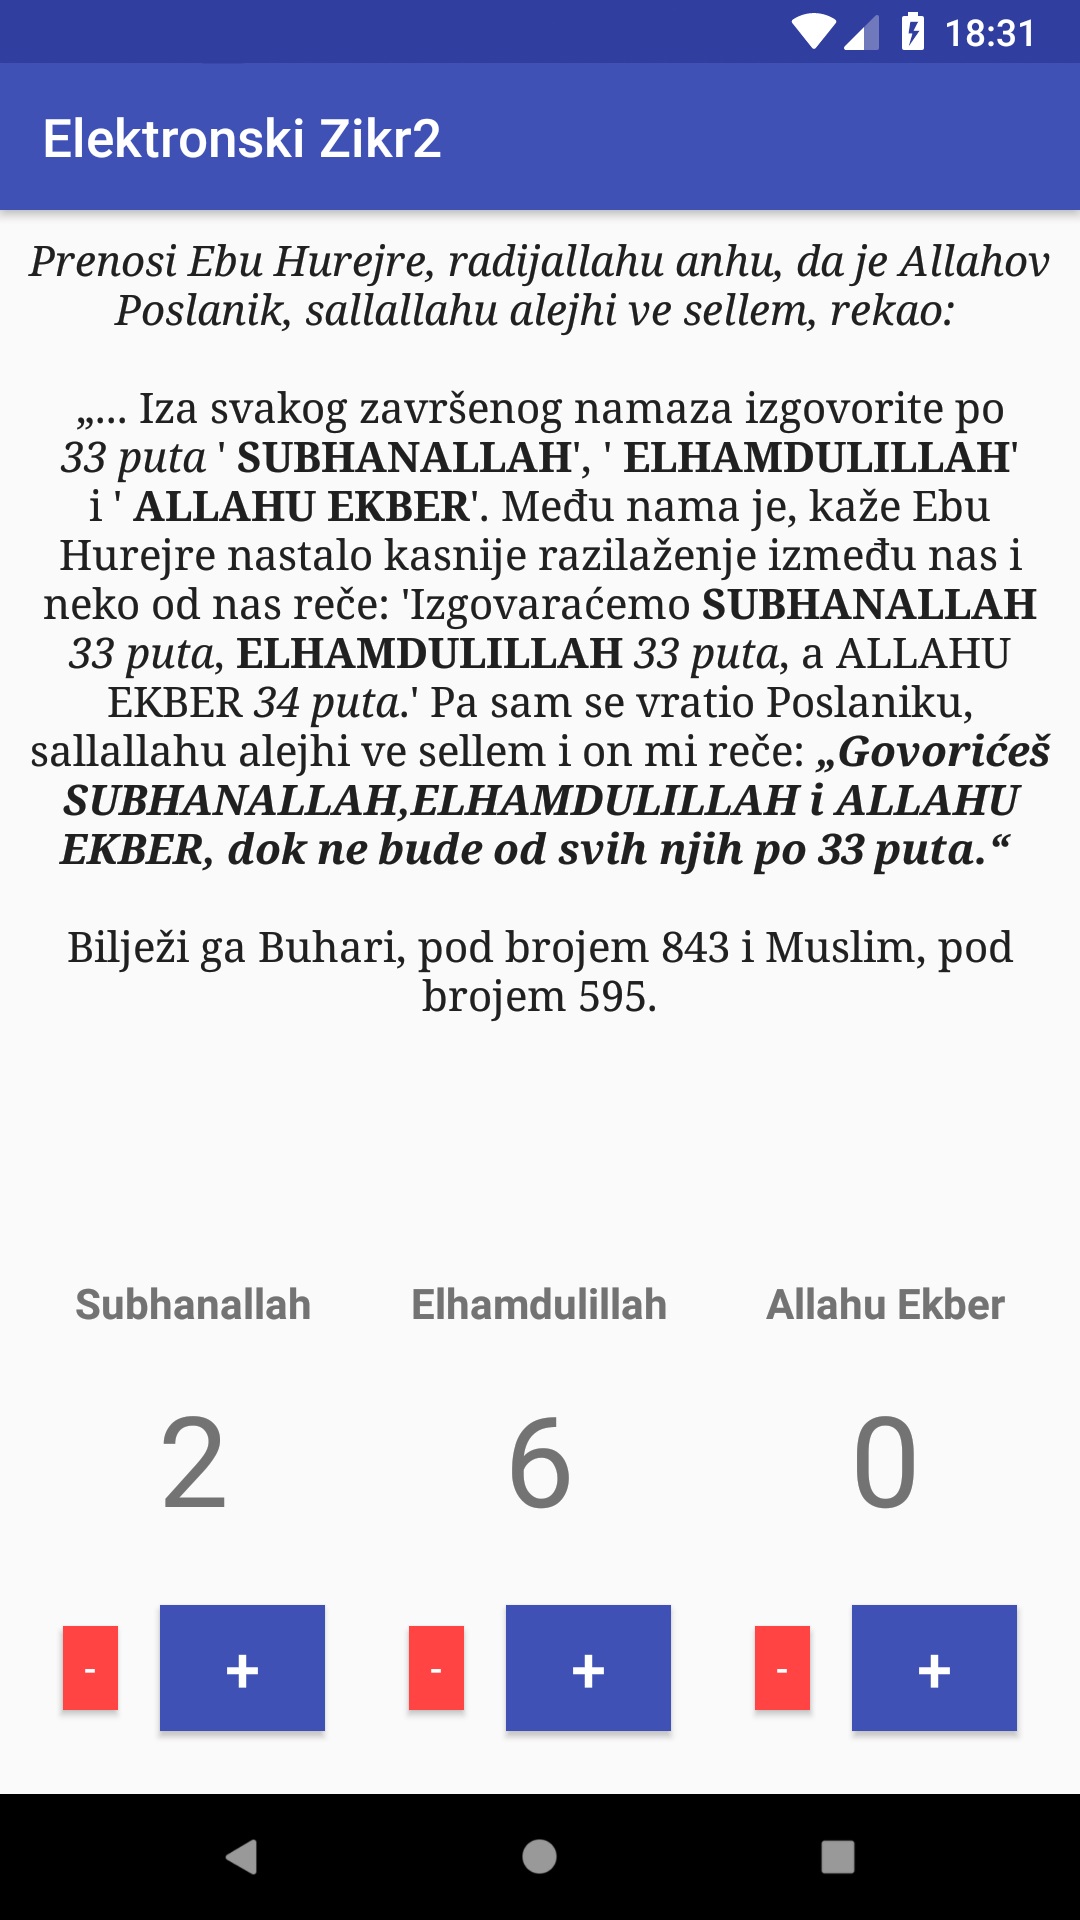 18:31
Elektronski Zikr2
Prenosi Ebu Hurejre, radijallahu anhu, da je Allahov
Poslanik, sallallahu alejhi ve sellem, rekao:
„... Iza svakog završenog namaza izgovorite po
33 puta ' SUBHANALLAH', ' ELHAMDULILLAH'
i ' ALLAHU EKBER'. Među nama je, kaže Ebu
Hurejre nastalo kasnije razilaženje između nas i
neko od nas reče: 'Izgovaraćemo SUBHANALLAH
33 puta, ELHAMDULILLAH 33 puta, a ALLAHU
EKBER 34 puta.' Pa sam se vratio Poslaniku,
sallallahu alejhi ve sellem i on mi reče: „Govorićeš
SUBHANALLAH,ELHAMDULILLAH i ALLAHU
EKBER, dok ne bude od svih njih po 33 puta.“
Bilježi ga Buhari, pod brojem 843 i Muslim, pod
brojem 595.
Subhanallah Elhamdulillah Allahu Ekber
2 6 0
- + - + - +